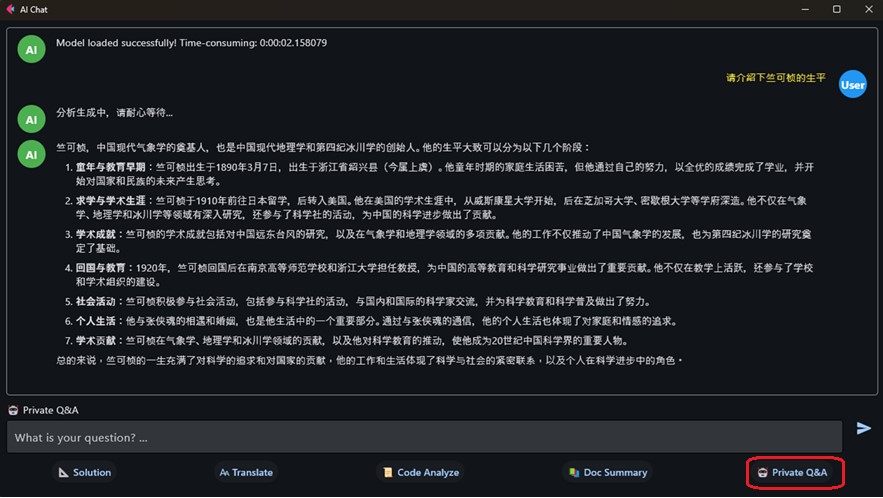 AI Chat
AI
Model loaded successfully! Time-consuming: 0:00:02.158079
请介绍下竺可桢的生平
User
AI
分析生成中，请耐心等待...
AI
竺可桢，中国现代气象学的奠基人，也是中国现代地理学和第四纪冰川学的创始人。他的生平大致可以分为以下几个阶段：
1. 童年与教育早期：竺可桢出生于1890年3月7日，出生于浙江省绍兴县（今属上虞）。他童年时期的家庭生活困苦，但他通过自己的努力，以全优的成绩完成了学业，并开
始对国家和民族的未来产生思考。
2. 求学与学术生涯：竺可桢于1910年前往日本留学，后转入美国。他在美国的学术生涯中，从威斯康星大学开始，后在芝加哥大学、密歇根大学等学府深造。他不仅在气象
学、地理学和冰川学等领域有深入研究，还参与了科学社的活动，为中国的科学进步做出了贡献。
3. 学术成就：竺可桢的学术成就包括对中国远东台风的研究，以及在气象学和地理学领域的多项贡献。他的工作不仅推动了中国气象学的发展，也为第四纪冰川学的研究奠
定了基础。
4. 回国与教育：1920年，竺可桢回国后在南京高等师范学校和浙江大学担任教授，为中国的高等教育和科学研究事业做出了重要贡献。他不仅在教学上活跃，还参与了学校
和学术组织的建设。
5. 社会活动：竺可桢积极参与社会活动，包括参与科学社的活动，与国内和国际的科学家交流，并为科学教育和科学普及做出了努力。
6. 个人生活：他与张侠魂的相遇和婚姻，也是他生活中的一个重要部分。通过与张侠魂的通信，他的个人生活也体现了对家庭和情感的追求。
7. 学术贡献：竺可桢在气象学、地理学和冰川学领域的贡献，以及他对科学教育的推动，使他成为20世纪中国科学界的重要人物。
总的来说，竺可桢的一生充满了对科学的追求和对国家的贡献，他的工作和生活体现了科学与社会的紧密联系，以及个人在科学进步中的角色。
Private Q&A
What is your question? ...
Solution
Translate
Code Analyze
Doc Summary
Private Q&A